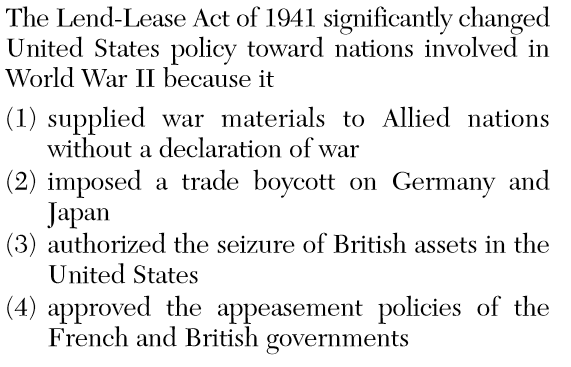 The Lend-Lease Act of 1941 significantly changed
United States policy toward nations involved in
World War II because it
(1) supplied war materials to Allied nations
without a declaration of war
(2) imposed a trade boycott on Germany and
Japan
(3) authorized the seizure of British assets in the
United States
(4) approved the appeasement policies of the
French and British governments